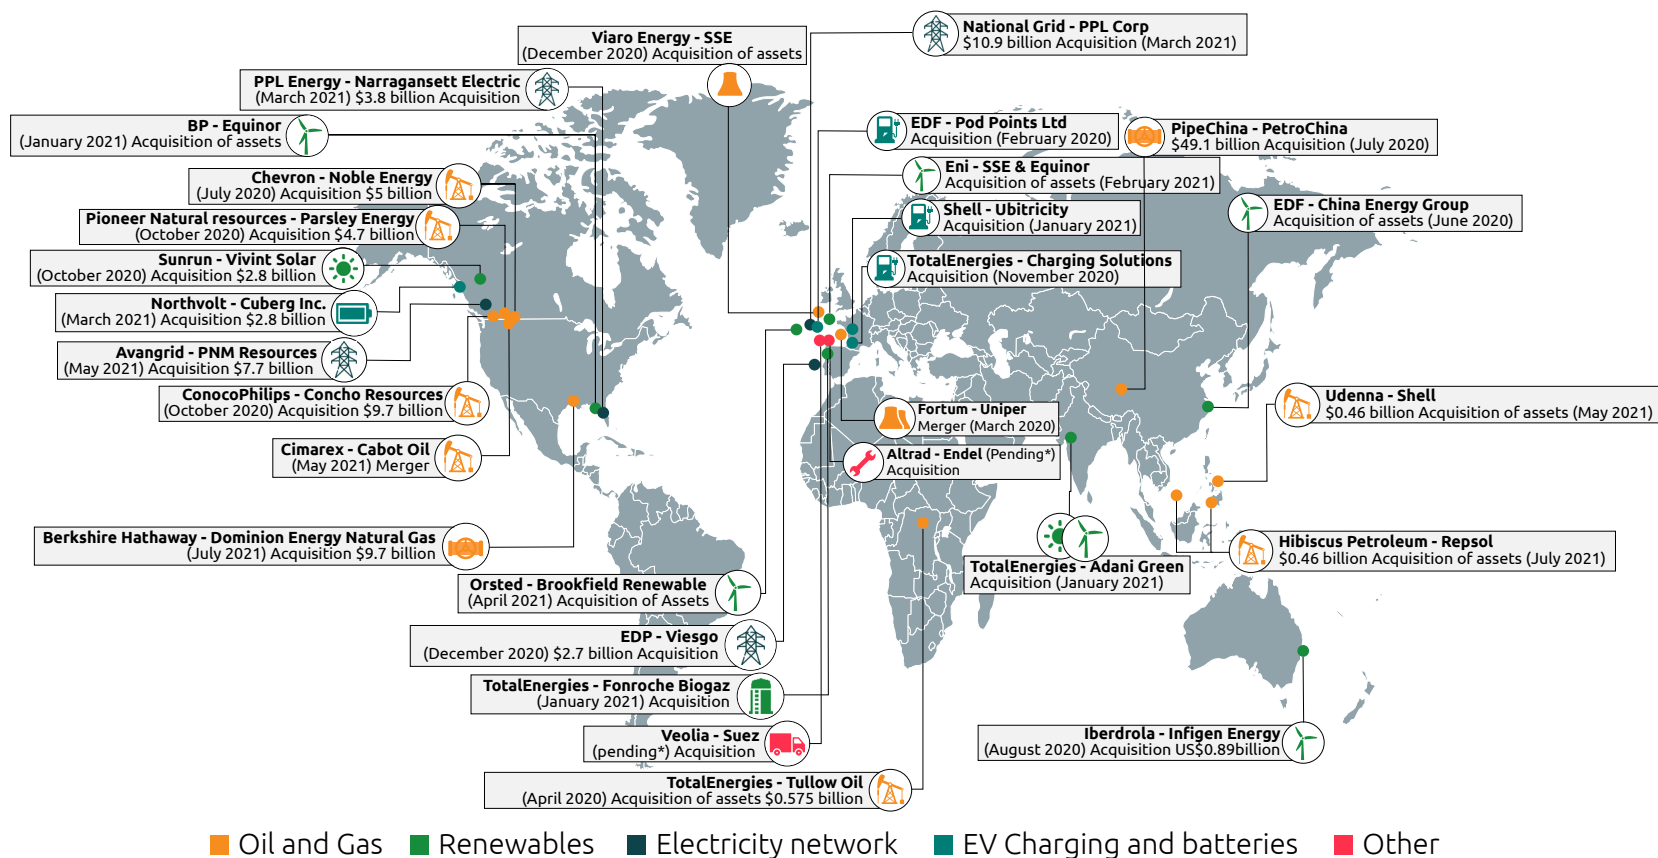 National Grid - PPL Corp
$10.9 billion Acquisition (March 2021)
Viaro Energy - SSE
(December 2020) Acquisition of assets
PPL Energy - Narragansett Electric
(March 2021) $3.8 billion Acquisition
BP - Equinor
(January 2021) Acquisition of assets
EDF - Pod Points Ltd
Acquisition (February 2020)
PipeChina - PetroChina
$49.1 billion Acquisition (July 2020)
Chevron - Noble Energy
(July 2020) Acquisition $5 billion
Eni - SSE & Equinor
Acquisition of assets (February 2021)
Pioneer Natural resources - Parsley Energy
(October 2020) Acquisition $4.7 billion
Shell - Ubitricity
Acquisition (January 2021)
EDF - China Energy Group
Acquisition of assets (June 2020)
Sunrun - Vivint Solar
(October 2020) Acquisition $2.8 billion
TotalEnergies - Charging Solutions
Acquisition (November 2020)
Northvolt - Cuberg Inc.
(March 2021) Acquisition $2.8 billion
Avangrid - PNM Resources
(May 2021) Acquisition $7.7 billion
ConocoPhilips - Concho Resources
(October 2020) Acquisition $9.7 billion
Udenna - Shell
$0.46 billion Acquisition of assets (May 2021)
Fortum - Uniper
Merger (March 2020)
Cimarex - Cabot Oil
(May 2021) Merger
Altrad - Endel (Pending*)
Acquisition
Berkshire Hathaway - Dominion Energy Natural Gas
(July 2021) Acquisition $9.7 billion
Hibiscus Petroleum - Repsol
$0.46 billion Acquisition of assets (July 2021)
TotalEnergies - Adani Green
Acquisition (January 2021)
Orsted - Brookfield Renewable
(April 2021) Acquisition of Assets
EDP - Viesgo
(December 2020) $2.7 billion Acquisition
TotalEnergies - Fonroche Biogaz
(January 2021) Acquisition
Veolia - Suez
(pending*) Acquisition
Iberdrola - Infigen Energy
(August 2020) Acquisition US$0.89billion
TotalEnergies - Tullow Oil
(April 2020) Acquisition of assets $0.575 billion
Oil and Gas
Renewables
Electricity network
EV Charging and batteries
Other